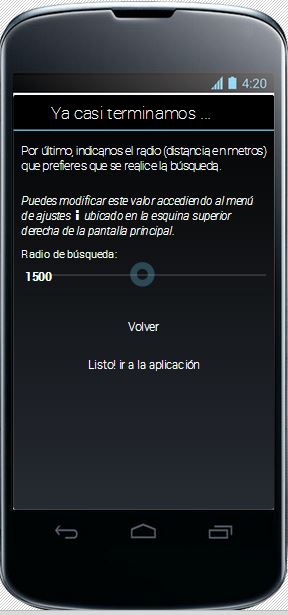 4:20
Ya casi terminamos ...
Por último, indicanos el radio (distancia, en metros)
que prefieres que se realice la búsqueda.
Puedes modificar este valor accediendo al menú
de ajustes ubicado en la esquina superior
derecha de la pantalla principal.
Radio de búsqueda:
1500
Volver
Listo! ir a la aplicación